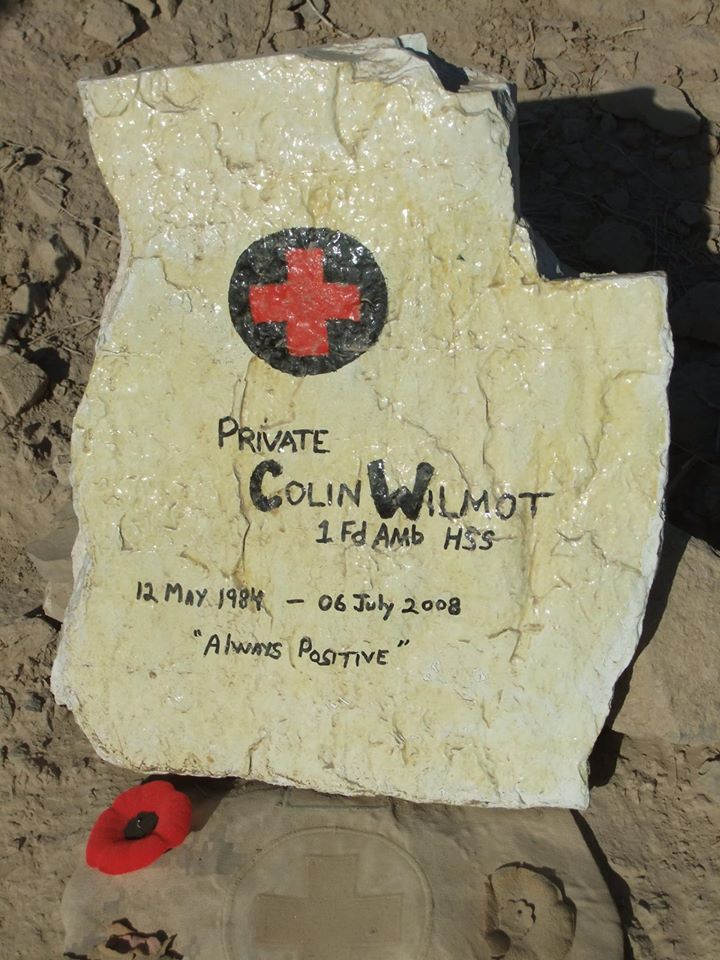 PRIVATE
COLIN WILMOT
1 Fd AMb HSS
12 MAY 1984 - 06 July 2008
"Always POSITIVE"